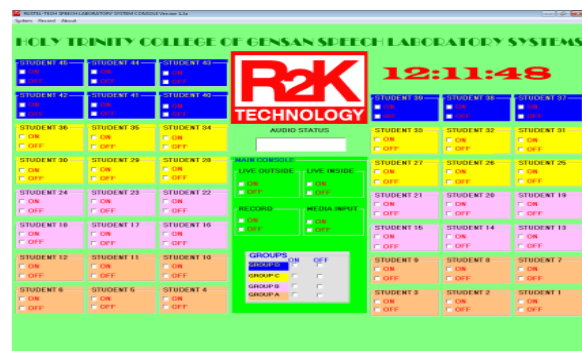 SPEECH LABORATORY SYSTEM CONSOLE Version
System Record About
HOLY TRINITY COLLEGE OF GENSAN SPEECH LABORATORY SYSTEMS
R2K
TECHNOLOGY
12:11:48
STUDENT 45 STUDENT 44 STUDENT 43
ON ON ON
OFF OFF OFF
STUDENT 42 STUDENT 41 STUDENT 40
ON ON ON
OFF OFF OFF
STUDENT 39 STUDENT 38 STUDENT 37
ON ON ON
OFF OFF OFF
STUDENT 36 STUDENT 35 STUDENT 34
ON ON ON
OFF OFF OFF
AUDIO STATUS
STUDENT 33 STUDENT 32 STUDENT 31
ON ON ON
OFF OFF OFF
STUDENT 30 STUDENT 29 STUDENT 28
ON ON ON
OFF OFF OFF
MAIN CONSOLE
LIVE OUTSIDE LIVE INSIDE
ON ON
OFF OFF
STUDENT 27 STUDENT 26 STUDENT 25
ON ON ON
OFF OFF OFF
STUDENT 24 STUDENT 23 STUDENT 22
ON ON ON
OFF OFF OFF
RECORD MEDIA INPUT
ON ON
OFF OFF
STUDENT 21 STUDENT 20 STUDENT 19
ON ON ON
OFF OFF OFF
STUDENT 18 STUDENT 17 STUDENT 16
ON ON ON
OFF OFF OFF
STUDENT 15 STUDENT 14 STUDENT 13
ON ON ON
OFF OFF OFF
STUDENT 12 STUDENT 11 STUDENT 10
ON ON ON
OFF OFF OFF
GROUPS ON OFF
GROUP D
GROUP C
GROUP B
GROUP A
STUDENT 9 STUDENT 8 STUDENT 7
ON ON ON
OFF OFF OFF
STUDENT 6 STUDENT 5 STUDENT 4
ON ON ON
OFF OFF OFF
STUDENT 3 STUDENT 2 STUDENT 1
ON ON ON
OFF OFF OFF